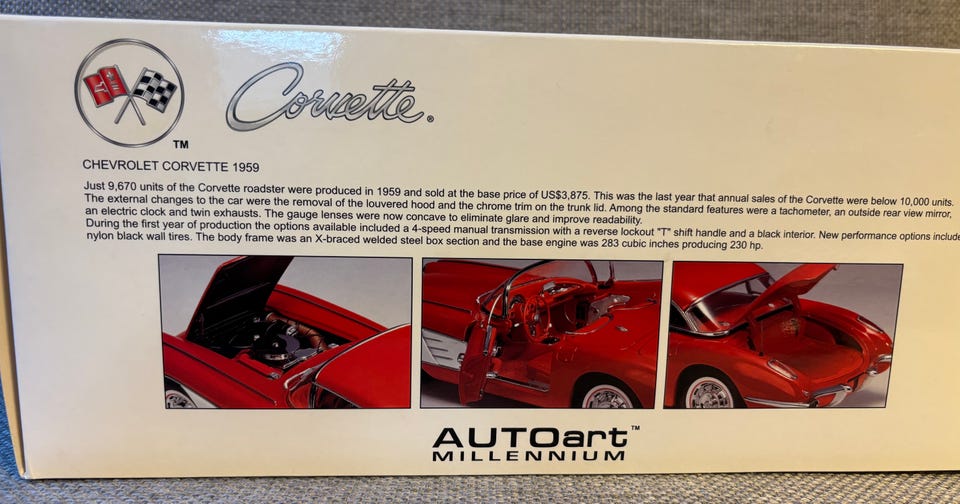 Corvette®
TM
CHEVROLET CORVETTE 1959
Just 9,670 units of the Corvette roadster were produced in 1959 and sold at the base price of US$3,875. This was the last year that annual sales of the Corvette were below 10,000 units.
The external changes to the car were the removal of the louvered hood and the chrome trim on the trunk lid. Among the standard features were a tachometer, an outside rear view mirror,
an electric clock and twin exhausts. The gauge lenses were now concave to eliminate glare and improve readability.
During the first year of production the options available included a 4-speed manual transmission with a reverse lockout "T" shift handle and a black interior. New performance options include
nylon black wall tires. The body frame was an X-braced welded steel box section and the base engine was 283 cubic inches producing 230 hp.
AUTOart™
MILLENNIUM